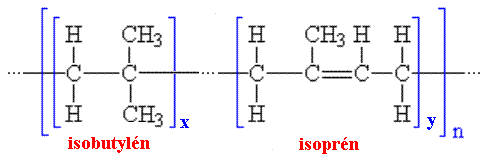 H CH3 H CH3 H H
··· C C ··· C C C C ···
H CH3 x H H y n
isobutylén isoprén